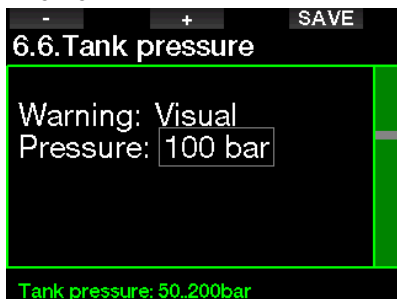 - + SAVE
6.6.Tank pressure
Warning: Visual
Pressure: 100 bar
Tank pressure: 50..200bar